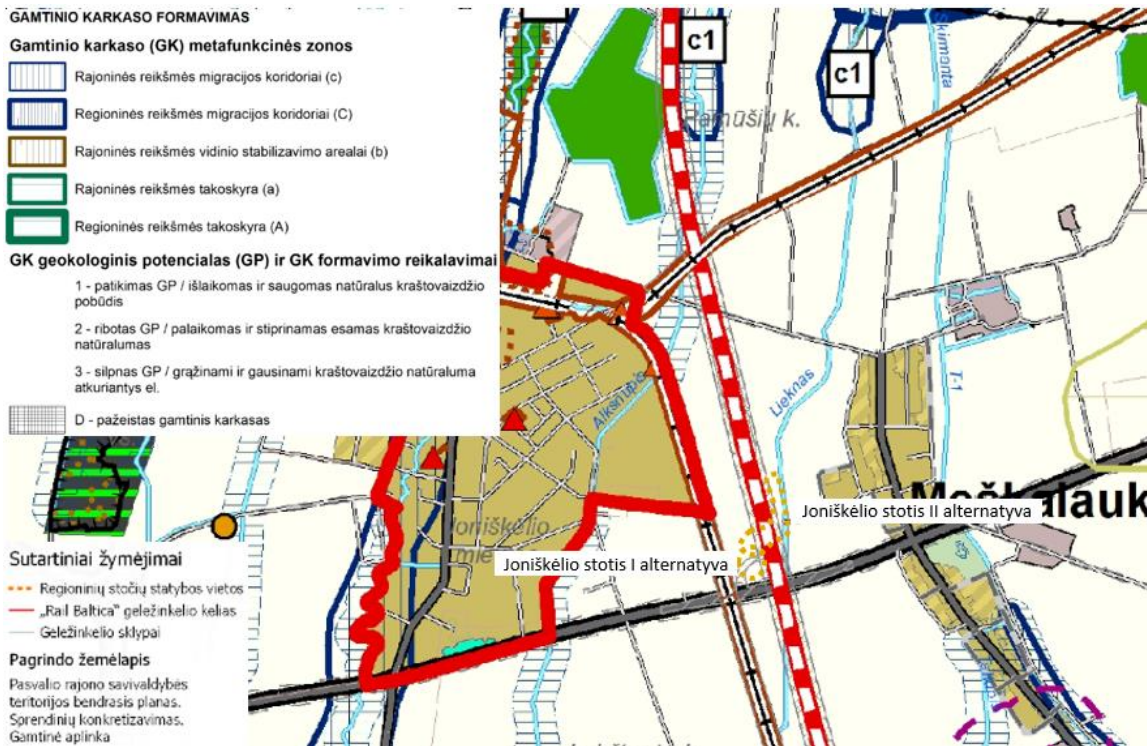 GAMTINIO KARKASO FORMAVIMAS
Gamtinio karkaso (GK) metafunkcinės zonos
Rajoninės reikšmės migracijos koridoriai (c)
Regioninės reikšmės migracijos koridoriai (C)
Rajoninės reikšmės vidinio stabilizavimo arealai (b)
Rajoninės reikšmės takoskyra (a)
Regioninės reikšmės takoskyra (A)
GK geokologinis potencialas (GP) ir GK formavimo reikalavimai
1 - patikimas GP / išlaikomas ir saugomas natūralus kraštovaizdžio
pobūdis
2 - ribotas GP / palaikomas ir stiprinamas esamas kraštovaizdžio
natūralumas
3 - silpnas GP / grąžinami ir gausinami kraštovaizdžio natūraluma
atkuriantys el.
D - pažeistas gamtinis karkasas
c1
c1
Skirmanta
Pamūšių k.
Alksnupis
Lieknas
T-1
Joniškėlio
mie
Joniškėlio stotis II alternatyva
Joniškėlio stotis I alternatyva
Sutartiniai žymėjimai
Regioninių stočių statybos vietos
„Rail Baltica" geležinkelio kelias
Geležinkelio sklypai
Pagrindo žemėlapis
Pasvalio rajono savivaldybės
teritorijos bendrasis planas.
Sprendinių konkretizavimas.
Gamtinė aplinka